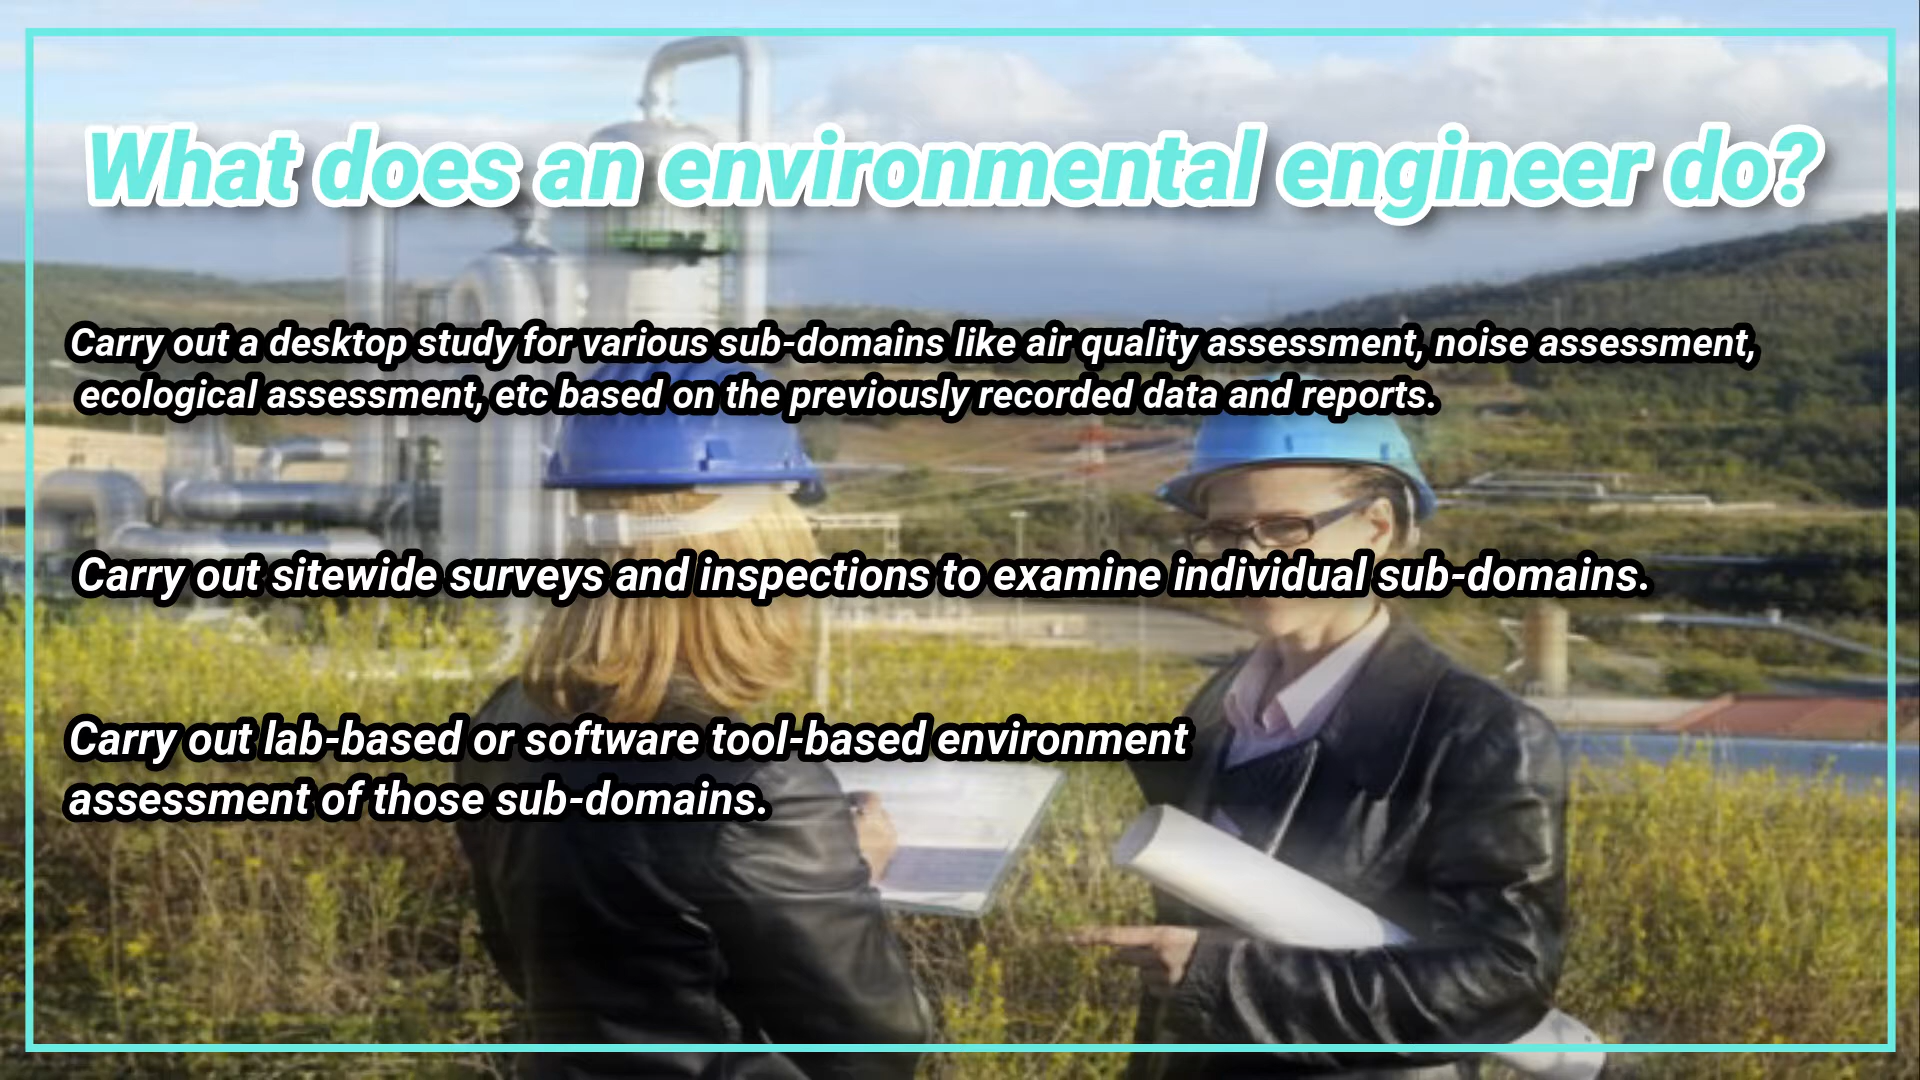 What does an environmental engineer do?
Carry out a desktop study for various sub-domains like air quality assessment, noise assessment,
ecological assessment, etc based on the previously recorded data and reports.
Carry out sitewide surveys and inspections to examine individual sub-domains.
Carry out lab-based or software tool-based environment
assessment of those sub-domains.